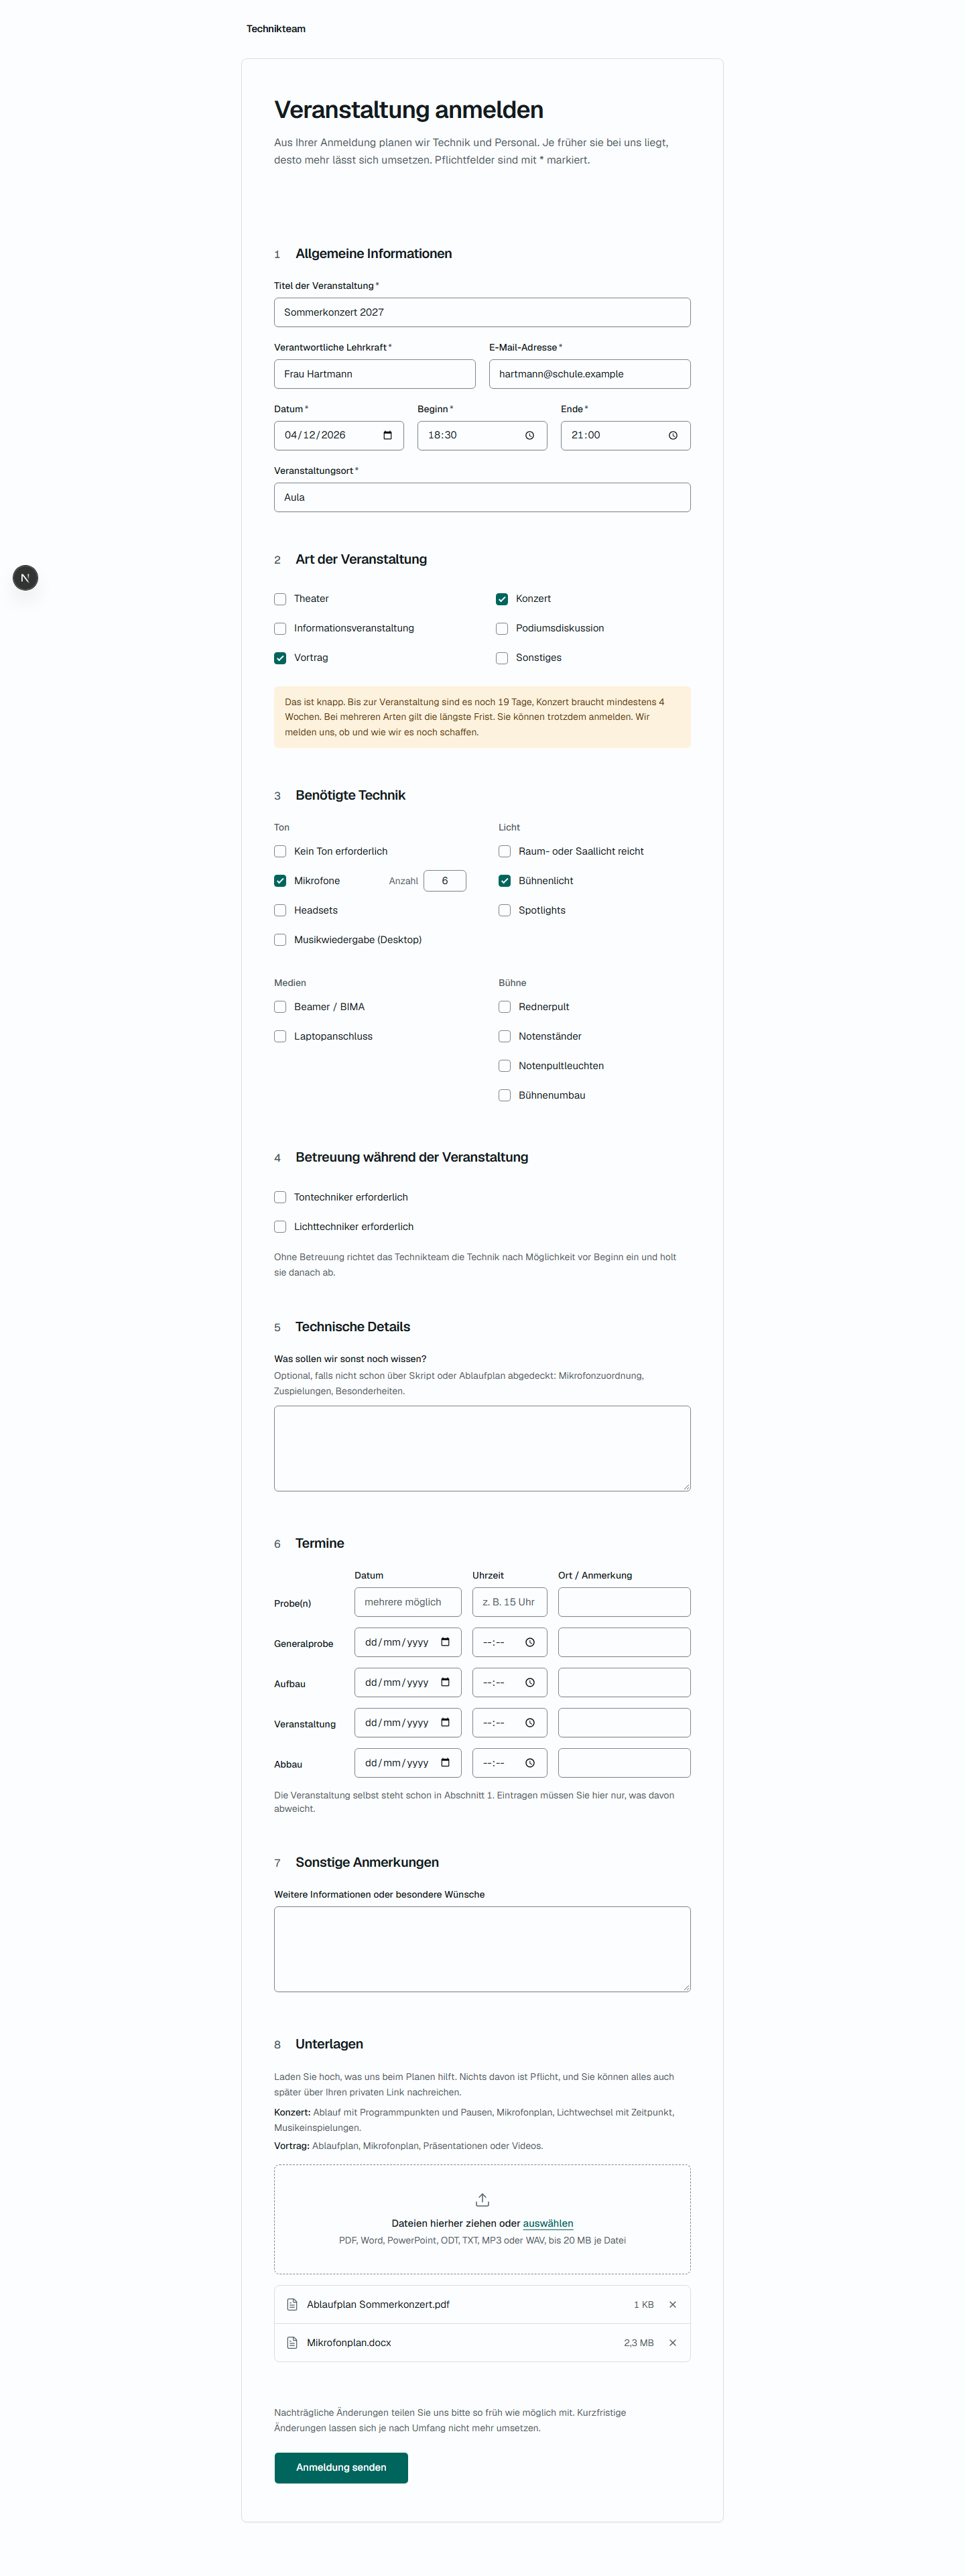 Technikteam
Veranstaltung anmelden
Aus Ihrer Anmeldung planen wir Technik und Personal. Je früher sie bei uns liegt,
desto mehr lässt sich umsetzen. Pflichtfelder sind mit * markiert.
1 Allgemeine Informationen
Titel der Veranstaltung *
Sommerkonzert 2027
Verantwortliche Lehrkraft * E-Mail-Adresse *
Frau Hartmann hartmann@schule.example
Datum * Beginn * Ende *
04/12/2026 18:30 21:00
Veranstaltungsort *
Aula
2 Art der Veranstaltung
N
Theater Konzert
Informationsveranstaltung Podiumsdiskussion
Vortrag Sonstiges
Das ist knapp. Bis zur Veranstaltung sind es noch 19 Tage, Konzert braucht mindestens 4
Wochen. Bei mehreren Arten gilt die längste Frist. Sie können trotzdem anmelden. Wir
melden uns, ob und wie wir es noch schaffen.
3 Benötigte Technik
Ton Licht
Kein Ton erforderlich Raum- oder Saallicht reicht
Mikrofone Anzahl 6 Bühnenlicht
Headsets Spotlights
Musikwiedergabe (Desktop)
Medien Bühne
Beamer / BIMA Rednerpult
Laptopanschluss Notenständer
Notenpultleuchten
Bühnenumbau
4 Betreuung während der Veranstaltung
Tontechniker erforderlich
Lichttechniker erforderlich
Ohne Betreuung richtet das Technikteam die Technik nach Möglichkeit vor Beginn ein und holt
sie danach ab.
5 Technische Details
Was sollen wir sonst noch wissen?
Optional, falls nicht schon über Skript oder Ablaufplan abgedeckt: Mikrofonzuordnung,
Zuspielungen, Besonderheiten.
6 Termine
Datum Uhrzeit Ort / Anmerkung
Probe(n) mehrere möglich z. B. 15 Uhr
Generalprobe dd/mm/yyyy --:--
Aufbau dd/mm/yyyy --:--
Veranstaltung dd/mm/yyyy --:--
Abbau dd/mm/yyyy --:--
Die Veranstaltung selbst steht schon in Abschnitt 1. Eintragen müssen Sie hier nur, was davon
abweicht.
7 Sonstige Anmerkungen
Weitere Informationen oder besondere Wünsche
8 Unterlagen
Laden Sie hoch, was uns beim Planen hilft. Nichts davon ist Pflicht, und Sie können alles auch
später über Ihren privaten Link nachreichen.
Konzert: Ablauf mit Programmpunkten und Pausen, Mikrofonplan, Lichtwechsel mit Zeitpunkt,
Musikeinspielungen.
Vortrag: Ablaufplan, Mikrofonplan, Präsentationen oder Videos.
Dateien hierher ziehen oder auswählen
PDF, Word, PowerPoint, ODT, TXT, MP3 oder WAV, bis 20 MB je Datei
Ablaufplan Sommerkonzert.pdf 1 KB
Mikrofonplan.docx 2,3 MB
Nachträgliche Änderungen teilen Sie uns bitte so früh wie möglich mit. Kurzfristige
Änderungen lassen sich je nach Umfang nicht mehr umsetzen.
Anmeldung senden